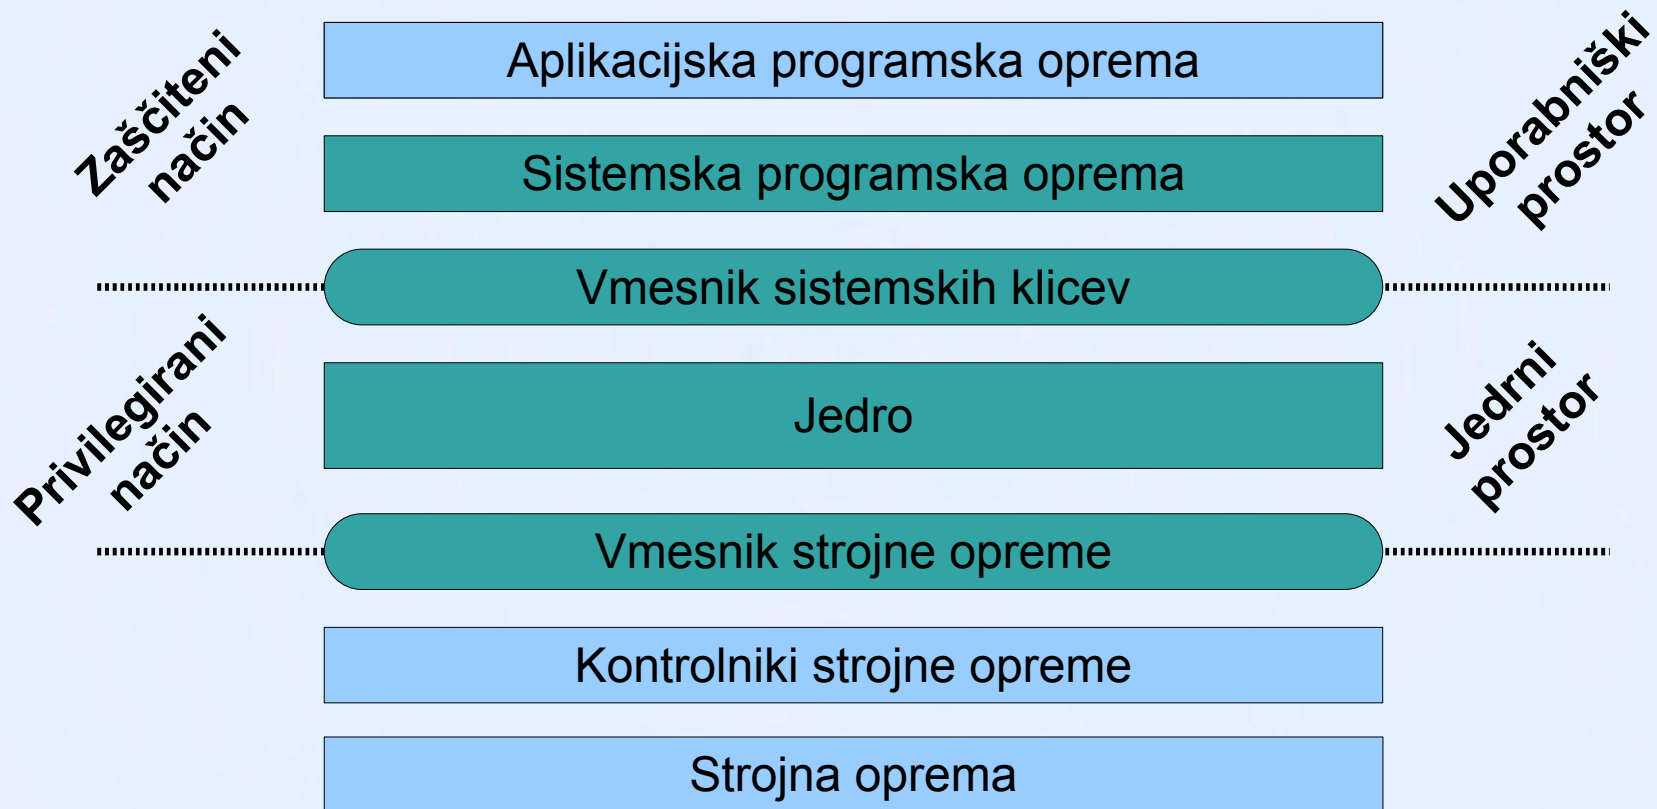 Zaščiteni
način
Aplikacijska programska oprema
Uporabniški
prostor
Sistemska programska oprema
Vmesnik sistemskih klicev
Privilegirani
način
Jedro
Jedrni
prostor
Vmesnik strojne opreme
Kontrolniki strojne opreme
Strojna oprema